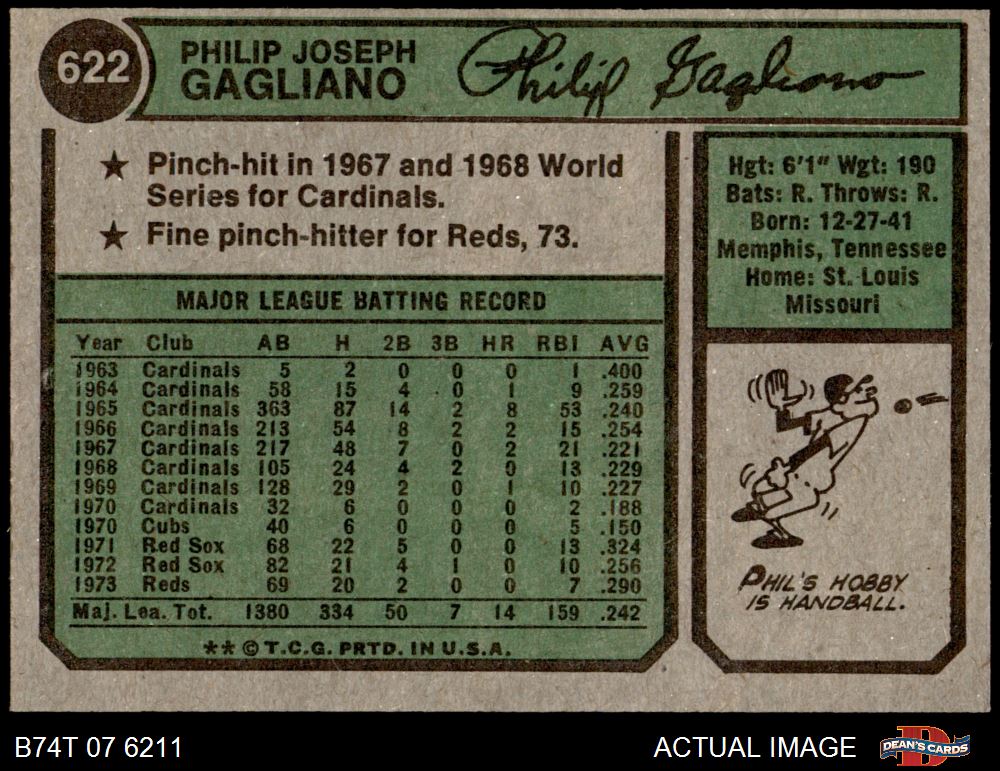 622
PHILIP JOSEPH
GAGLIANO
Philip Gagliano
★ Pinch-hit in 1967 and 1968 World
Series for Cardinals.
★ Fine pinch-hitter for Reds, 73.
Hgt: 6'1" Wgt: 190
Bats: R. Throws: R.
Born: 12-27-41
Memphis, Tennessee
Home: St. Louis
Missouri
MAJOR LEAGUE BATTING RECORD
Year Club AB H 2B 3B HR RBI AVG
1963 Cardinals 5 2 0 0 0 1 .400
1964 Cardinals 58 15 4 0 1 9 .259
1965 Cardinals 363 87 14 2 8 53 .240
1966 Cardinals 213 54 8 2 2 15 .254
1967 Cardinals 217 48 7 0 2 21 .221
1968 Cardinals 105 24 4 2 0 13 .229
1969 Cardinals 128 29 2 0 1 10 .227
1970 Cardinals 32 6 0 0 0 2 .188
1970 Cubs 40 6 0 0 0 5 .150
1971 Red Sox 68 22 5 0 0 13 .324
1972 Red Sox 82 21 4 1 0 10 .256
1973 Reds 69 20 2 0 0 7 .290
Maj. Lea. Tot. 1380 334 50 7 14 159 .242
** © T.C.G. PRTD. IN U.S.A.
PHIL'S HOBBY
IS HANDBALL.
B74T 07 6211
ACTUAL IMAGE
DEAN'S CARDS